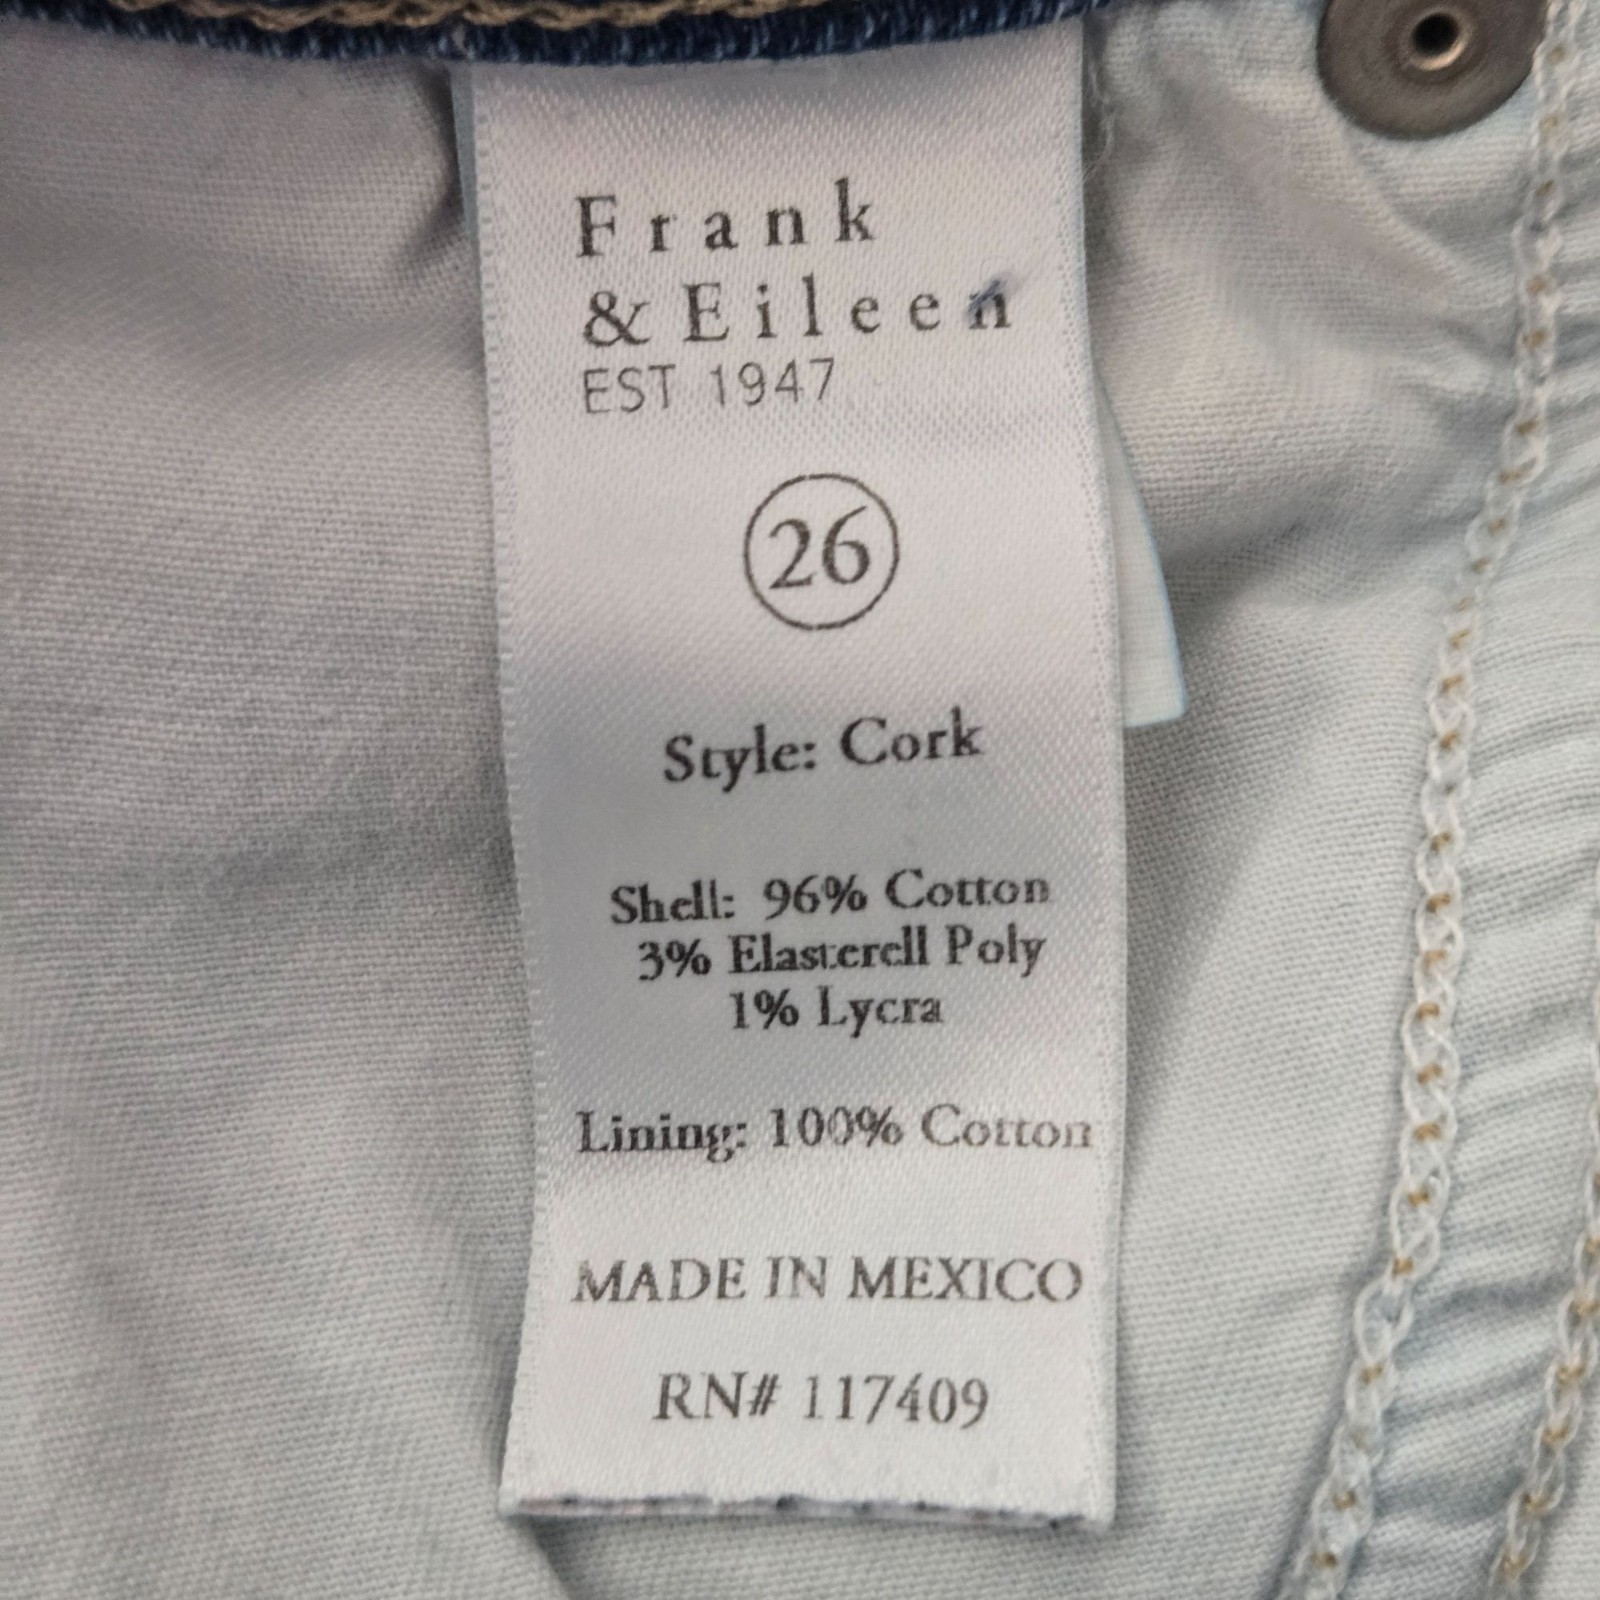 Frank
& Eileen
EST 1947
26
Style: Cork
Shell: 96% Cotton
3% Elasterell Poly
1% Lycra
Lining: 100% Cotton
MADE IN MEXICO
RN# 117409